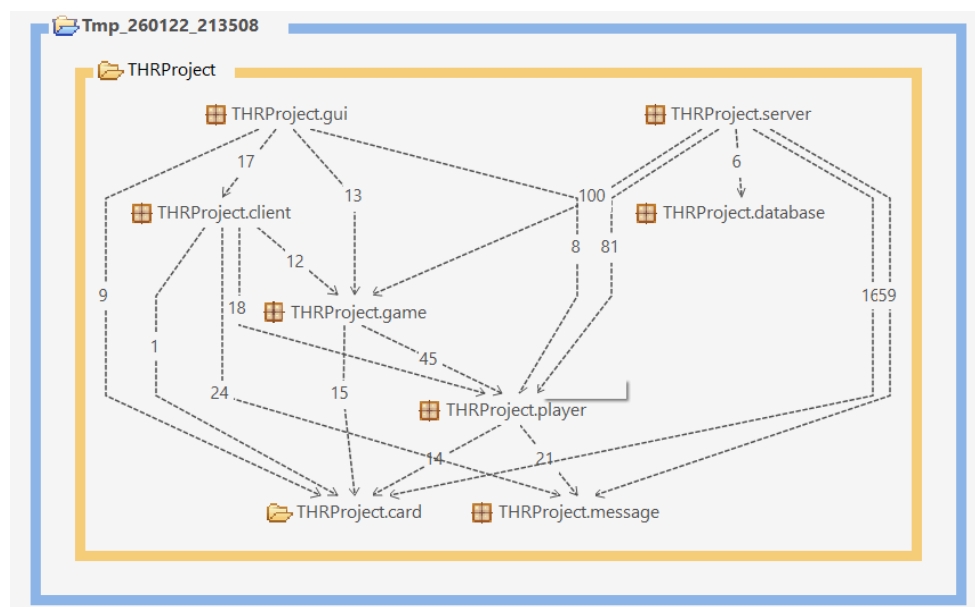 Tmp_260122_213508
THRProject
THRProject.gui
THRProject.server
17
6
13
100
THRProject.client
THRProject.database
12
8
81
9
18
1659
THRProject.game
1
45
24
15
THRProject.player
14
21
THRProject.card
THRProject.message